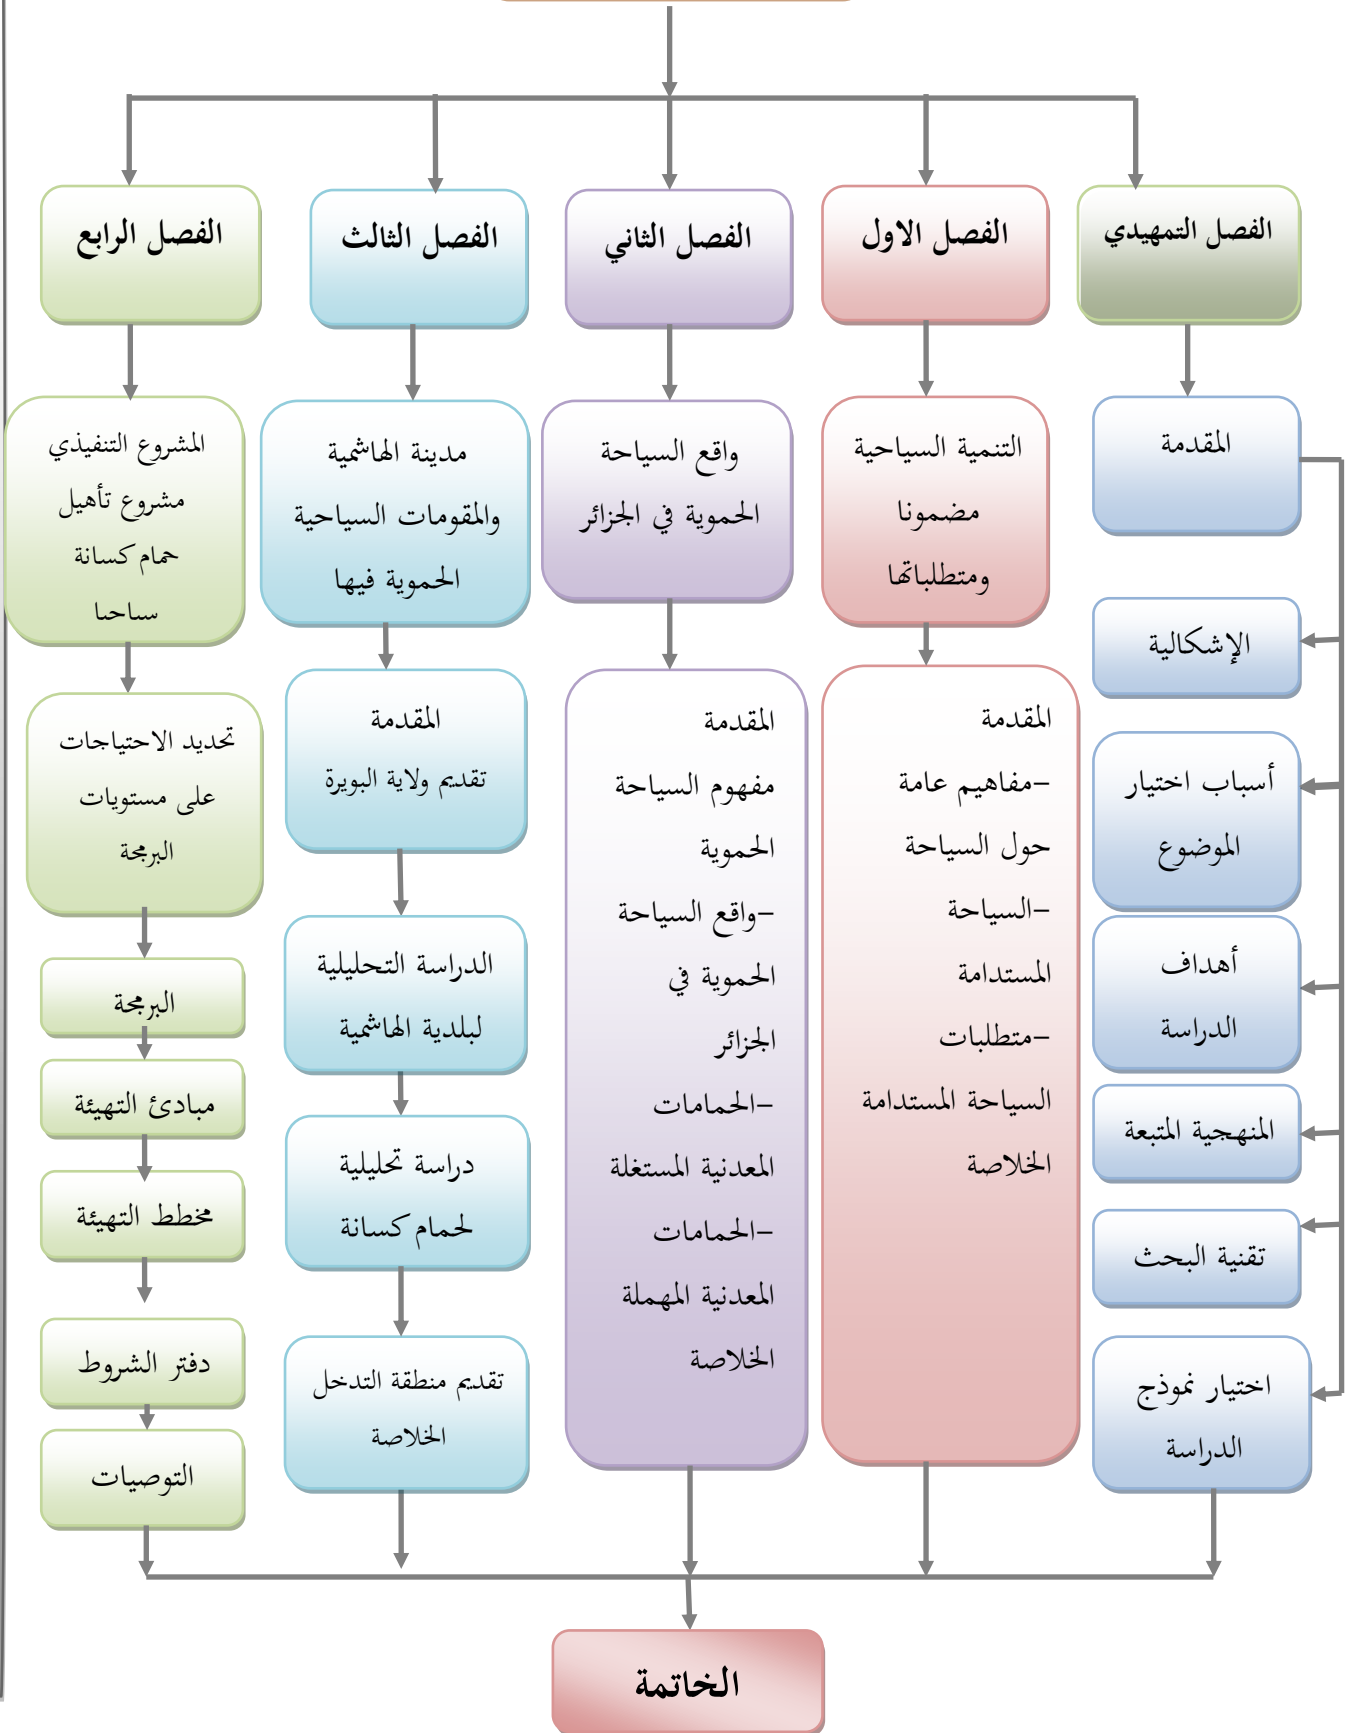 الفصل التمهيدي
المقدمة
الإشكالية
أسباب اختيار
الموضوع
أهداف
الدراسة
المنهجية المتبعة
تقنية البحث
اختيار نموذج
الدراسة
الفصل الاول
التنمية السياحية
مضمونا
ومتطلباتها
المقدمة
-مفاهيم عامة
حول السياحة
-السياحة
المستدامة
-متطلبات
السياحة المستدامة
الخلاصة
الفصل الثاني
واقع السياحة
الحموية في الجزائر
المقدمة
مفهوم السياحة
الحموية
-واقع السياحة
الحموية في
الجزائر
-الحمامات
المعدنية المستغلة
-الحمامات
المعدنية المهملة
الخلاصة
الفصل الثالث
مدينة الهاشمية
والمقومات السياحية
الحموية فيها
المقدمة
تقديم ولاية البويرة
الدراسة التحليلية
لبلدية الهاشمية
دراسة تحليلية
لحمام كسانة
تقديم منطقة التدخل
الخلاصة
الفصل الرابع
المشروع التنفيذي
مشروع تأهيل
حمام كسانة
سياحيا
تحديد الاحتياجات
على مستويات
البرمجة
البرمجة
مبادئ التهيئة
مخطط التهيئة
دفتر الشروط
التوصيات
الخاتمة